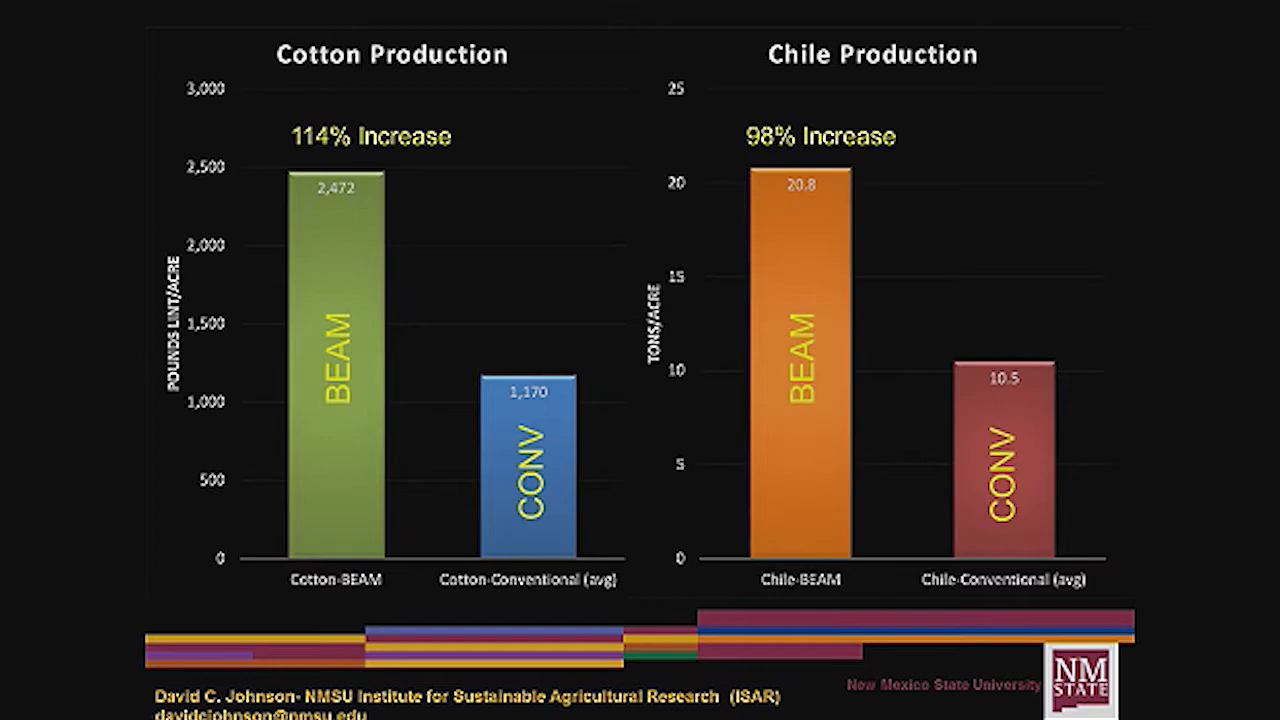 Cotton Production
3,000
114% Increase
2,500
2,472
2,000
POUNDS LINT/ACRE
1,500
BEAM
1,170
1,000
CONV
500
0
Cotton-BEAM
Cotton-Conventional (avg)
Chile Production
25
98% Increase
20
20.8
15
TONS/ACRE
BEAM
10
10.5
CONV
5
0
Chile-BEAM
Chile-Conventional (avg)
New Mexico State University
NM
STATE
David C. Johnson- NMSU Institute for Sustainable Agricultural Research (ISAR)
davidcjohnson@nmsu.edu